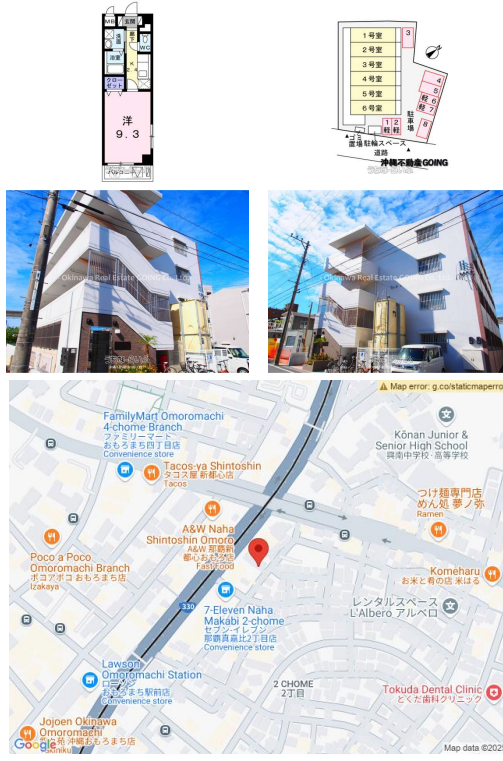 MB
玄関
廊下
洗面
WC
浴室
K
2.4
クローゼット
洋
9.3
バルコニー
1号室
2号室
3号室
4号室
5号室
6号室
3
4
5
軽 6
軽 7
8
1 2
軽 軽
駐車場
ゴミ置場
駐輪スペース
道路
沖縄不動産GOING
Okinawa Real Estate GOING Co.,Ltd.
Okinawa Real Estate GOING Co.,Ltd.
Map error: g.co/staticmaperro
FamilyMart Omoromachi
4-chome Branch
ファミリーマート
おもろまち四丁目店
Convenience store
Kōnan Junior &
Senior High School
興南中学校・高等学校
Tacos-ya Shintoshin
タコス屋 新都心店
Tacos
つけ麺専門店
めん処 夢ノ弥
Ramen
A&W Naha
Shintoshin Omoro
A&W 那覇新
都心おもろ店
Fast Food
Poco a Poco
Omoromachi Branch
ポコアポコ おもろまち店
Izakaya
Komeharu
お米と肴の店 米はる
レンタルスペース
L'Albero アルベロ
330
7-Eleven Naha
Makabi 2-chome
セブン-イレブン
那覇真嘉比2丁目店
Convenience store
Lawson
Omoromachi Station
ローソン
おもろまち駅前店
Convenience store
2 CHOME
2丁目
Tokuda Dental Clinic
とくだ歯科クリニック
Jojoen Okinawa
Omoromachi
苑 沖縄おもろまち店
Yakiniku
Google
Map data ©2025